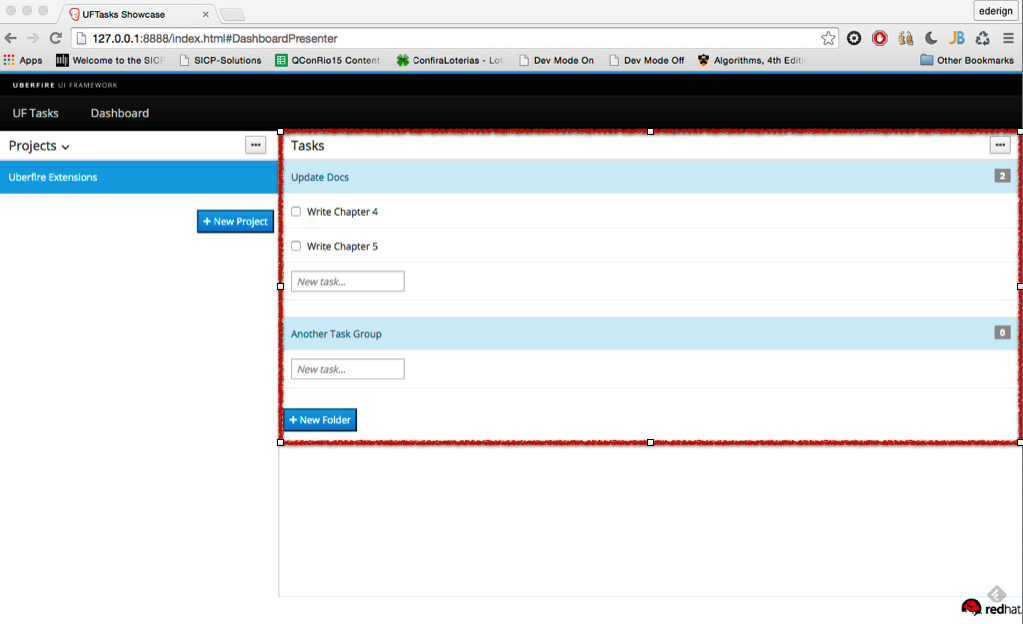 UFTasks Showcase
ederign
127.0.0.1:8888/index.html#DashboardPresenter
JB
Apps
Welcome to the SICP
SICP-Solutions
QConRio15 Content
ConfiraLoterias - Lot
Dev Mode On
Dev Mode Off
Algorithms, 4th Editi
Other Bookmarks
UBERFIRE UI FRAMEWORK
UF Tasks
Dashboard
Projects
Tasks
Uberfire Extensions
Update Docs
2
Write Chapter 4
+ New Project
Write Chapter 5
New task...
Another Task Group
0
New task...
+ New Folder
redhat